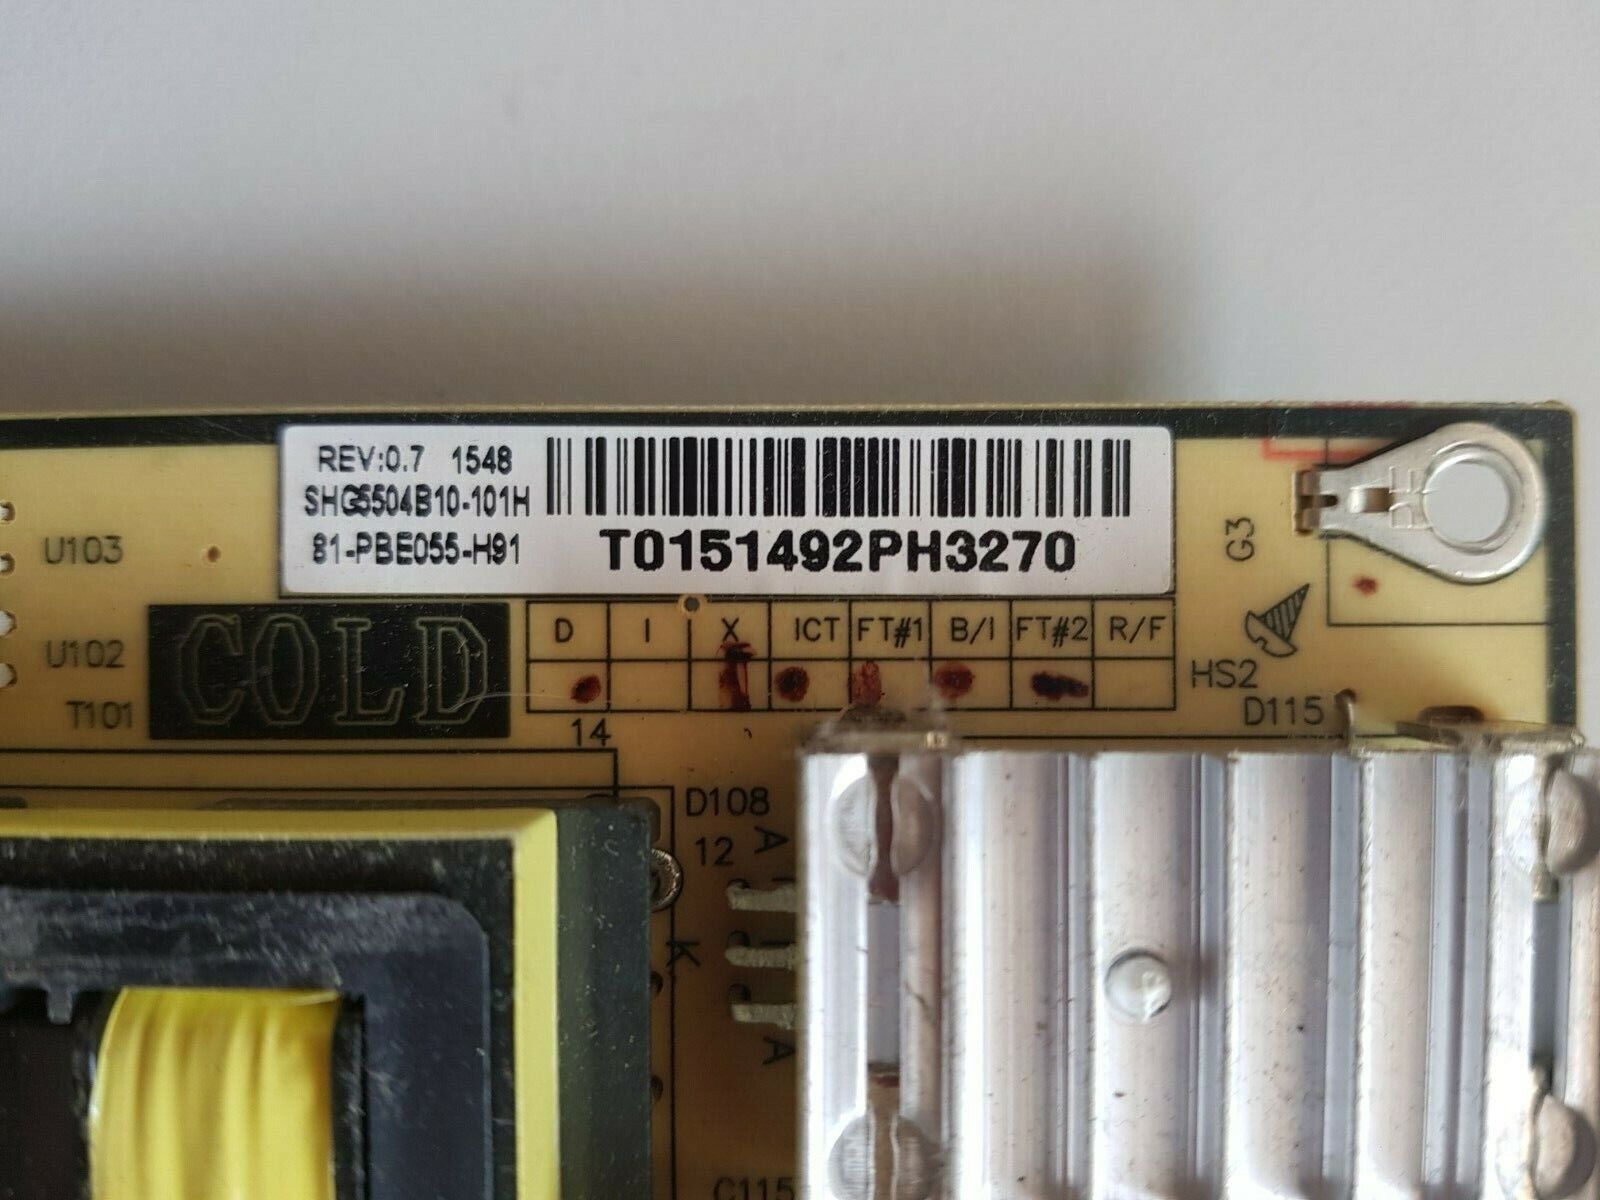 REV:0.7 1548
SHG5504B10-101H
81-PBE055-H91
T0151492PH3270
U103
G3
COLD
D I X ICT FT#1 B/I FT#2 R/F
U102
HS2
T101
D115
14
D108
12 A
K
A
C115